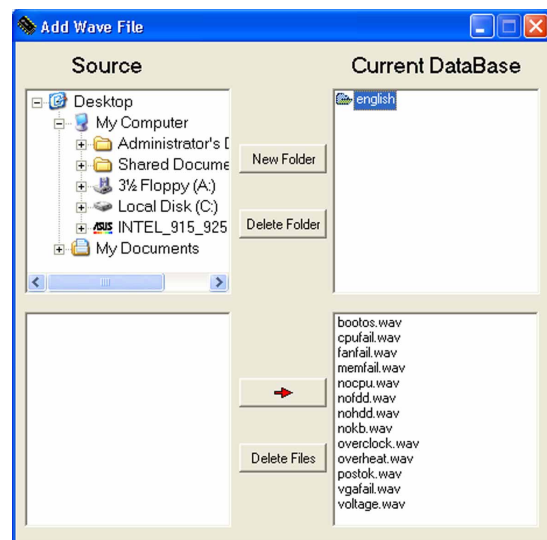 Add Wave File
Source
Current DataBase
Desktop
My Computer
Administrator's D
Shared Docume
3½ Floppy (A:)
Local Disk (C:)
ASUS INTEL_915_925
My Documents
english
New Folder
Delete Folder
bootos.wav
cpufail.wav
fanfail.wav
memfail.wav
nocpu.wav
nofdd.wav
nohdd.wav
nokb.wav
overclock.wav
overheat.wav
postok.wav
vgafail.wav
voltage.wav
Delete Files